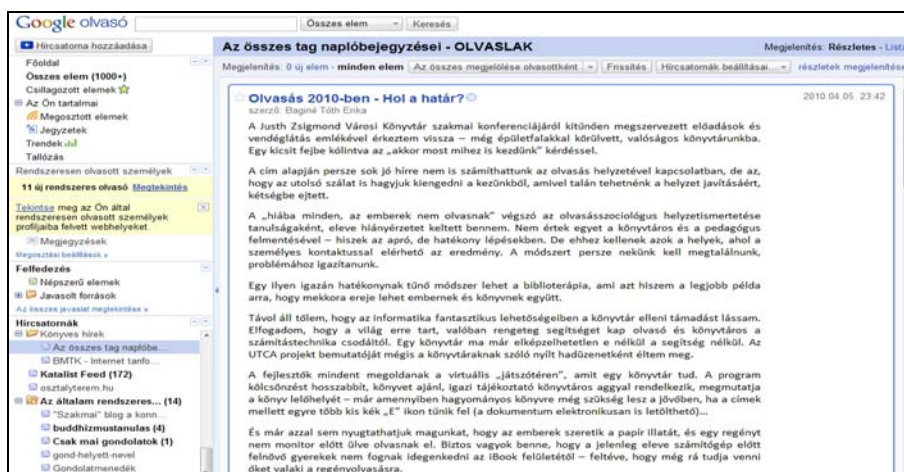 Google olvasó
Összes elem
Keresés
Hírcsatorna hozzáadása
Főoldal
Összes elem (1000+)
Csillagozott elemek
Az Ön tartalmai
Megosztott elemek
Jegyzetek
Trendek
Tallózás
Rendszeresen olvasott személyek
11 új rendszeres olvasó Megtekintés
Tekintse meg az Ön által
rendszeresen olvasott személyek
profiljaiba felvett webhelyeket.
Megjegyzések
Megosztási beállítások »
Felfedezés
Népszerű elemek
Javasolt források
Az összes javaslat megtekintése »
Hírcsatornák
Könyves hírek
Az összes tag naplóbe...
BMTK - Internet tanfo...
Katalist Feed (172)
osztalyterem.hu
Az általam rendszeres... (14)
"Szakmai" blog a konn...
buddhizmustanulas (4)
Csak mai gondolatok (1)
gond-helyett-nevel
Gondolatmenedék
Az összes tag naplóbejegyzései - OLVASLAK
Megjelenítés: Részletes - Lista
Megjelenítés: 0 új elem - minden elem
Az összes megjelölése olvasottként
Frissítés
Hírcsatornák beállításai...
részletek megjelenítése
Olvasás 2010-ben - Hol a határ?
2010.04.05. 23:42
szerző: Baginé Tóth Erika
A Justh Zsigmond Városi Könyvtár szakmai konferenciájáról kitűnően megszervezett előadások és
vendéglátás emlékével érkeztem vissza – még épületfalakkal körülvett, valóságos könyvtárunkba.
Egy kicsit fejbe kólintva az „akkor most mihez is kezdünk” kérdéssel.
A cím alapján persze sok jó hírre nem is számíthattunk az olvasás helyzetével kapcsolatban, de az,
hogy az utolsó szálat is hagyjuk kiengedni a kezünkből, amivel talán tehetnénk a helyzet javításáért,
kétségbe ejtett.
A „hiába minden, az emberek nem olvasnak” végszó az olvasásszociológus helyzetismertetése
tanulságaként, eleve hiányérzetet keltett bennem. Nem értek egyet a könyvtáros és a pedagógus
felmentésével – hiszek az apró, de hatékony lépésekben. De ehhez kellenek azok a helyek, ahol a
személyes kontaktussal elérhető az eredmény. A módszert persze nekünk kell megtalálnunk,
problémához igazítanunk.
Egy ilyen igazán hatékonynak tűnő módszer lehet a biblioterápia, ami azt hiszem a legjobb példa
arra, hogy mekkora ereje lehet embernek és könyvnek együtt.
Távol áll tőlem, hogy az informatika fantasztikus lehetőségeiben a könyvtár elleni támadást lássam.
Elfogadom, hogy a világ erre tart, valóban rengeteg segítséget kap olvasó és könyvtáros a
számítástechnika csodáitól. Egy könyvtár ma már elképzelhetetlen e nélkül a segítség nélkül. Az
UTCA projekt bemutatóját mégis a könyvtáraknak szóló nyílt hadüzenetként éltem meg.
A fejlesztők mindent megoldanak a virtuális „játszótéren”, amit egy könyvtár tud. A program
kölcsönzést hosszabbít, könyvet ajánl, igazi tájékoztató könyvtáros aggyal rendelkezik, megmutatja
a könyv lelőhelyét – már amennyiben hagyományos könyvre még szükség lesz a jövőben, ha a címek
mellett egyre több kis kék „E” ikon tűnik fel (a dokumentum elektronikusan is letölthető)...
És már azzal sem nyugtathatjuk magunkat, hogy az emberek szeretik a papír illatát, és egy regényt
nem monitor előtt ülve olvasnak el. Biztos vagyok benne, hogy a jelenleg eleve számítógép előtt
felnövő gyerekek nem fognak idegenkedni az iBook felületétől – feltéve, hogy még rá tudja venni
őket valaki a regényolvasásra.